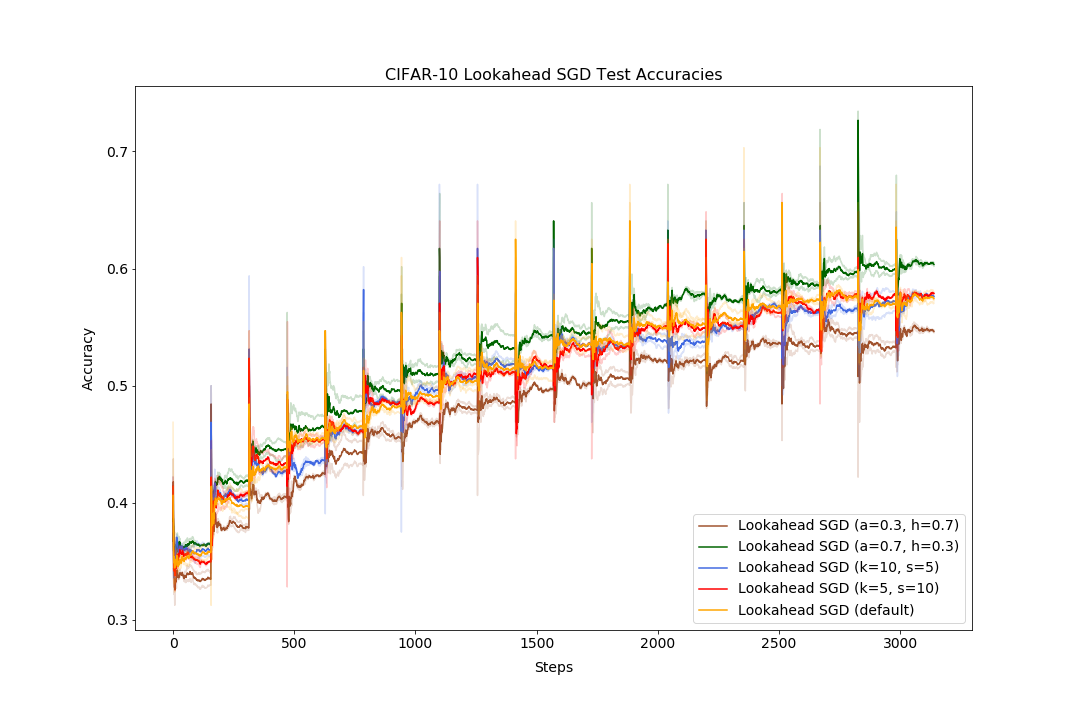 CIFAR-10 Lookahead SGD Test Accuracies
Accuracy
0.7
0.6
0.5
0.4
0.3
0 500 1000 1500 2000 2500 3000
Steps
Lookahead SGD (a=0.3, h=0.7)
Lookahead SGD (a=0.7, h=0.3)
Lookahead SGD (k=10, s=5)
Lookahead SGD (k=5, s=10)
Lookahead SGD (default)